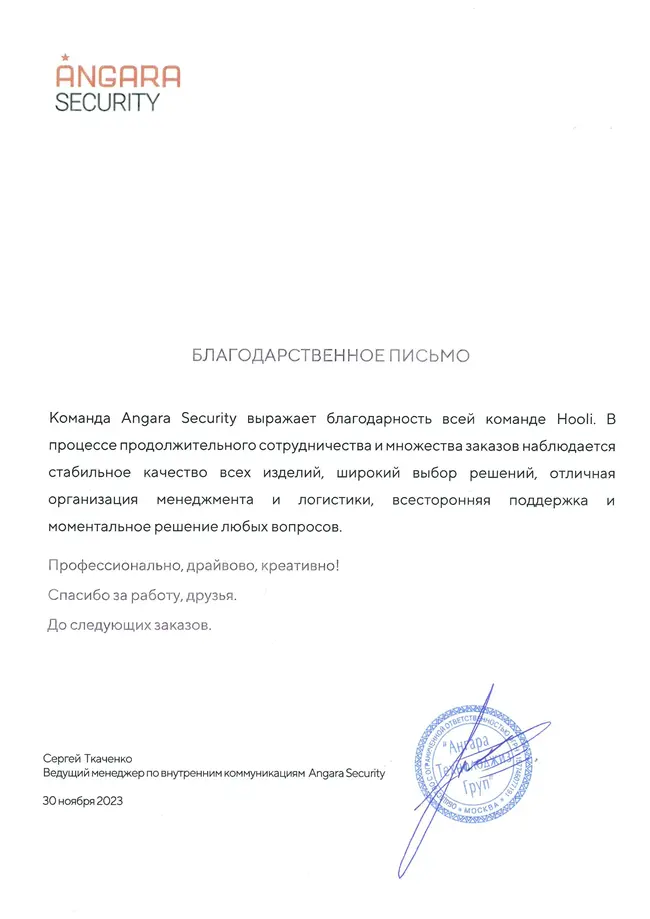 ANGARA
SECURITY
БЛАГОДАРСТВЕННОЕ ПИСЬМО
Команда Angara Security выражает благодарность всей команде Hooli. В
процессе продолжительного сотрудничества и множества заказов наблюдается
стабильное качество всех изделий, широкий выбор решений, отличная
организация менеджмента и логистики, всесторонняя поддержка и
моментальное решение любых вопросов.
Профессионально, драйвово, креативно!
Спасибо за работу, друзья.
До следующих заказов.
Сергей Ткаченко
Ведущий менеджер по внутренним коммуникациям Angara Security
30 ноября 2023
С ОГРАНИЧЕННОЙ ОТВЕТСТВЕННОСТЬЮ
"Ангара
Технолоджиз
Груп"
МОСКВА